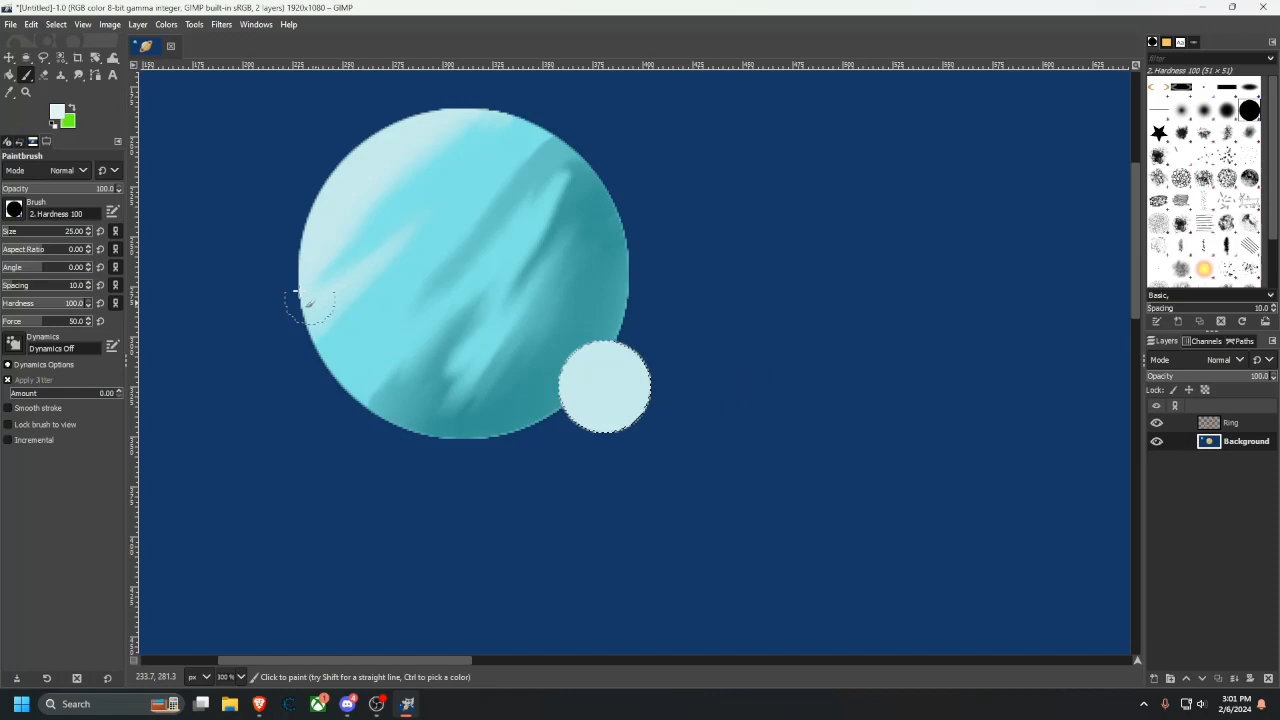 *[Untitled]-1.0 (RGB color 8-bit gamma integer, GIMP built-in sRGB, 2 layers) 1920x1080 – GIMP
File Edit Select View Image Layer Colors Tools Filters Windows Help
filter
2. Hardness 100 (51 × 51)
Paintbrush
Mode Normal
Opacity 100.0
Brush
2. Hardness 100
Size 25.00
Aspect Ratio 0.00
Angle 0.00
Spacing 10.0
Hardness 100.0
Force 50.0
Dynamics
Dynamics Off
Dynamics Options
Apply Jitter
Amount 0.00
Smooth stroke
Lock brush to view
Incremental
Basic,
Spacing 10.0
Layers Channels Paths
Mode Normal
Opacity 100.0
Lock:
Ring
Background
233.7, 281.3 px 300 % Click to paint (try Shift for a straight line, Ctrl to pick a color)
Search
3:01 PM
2/6/2024